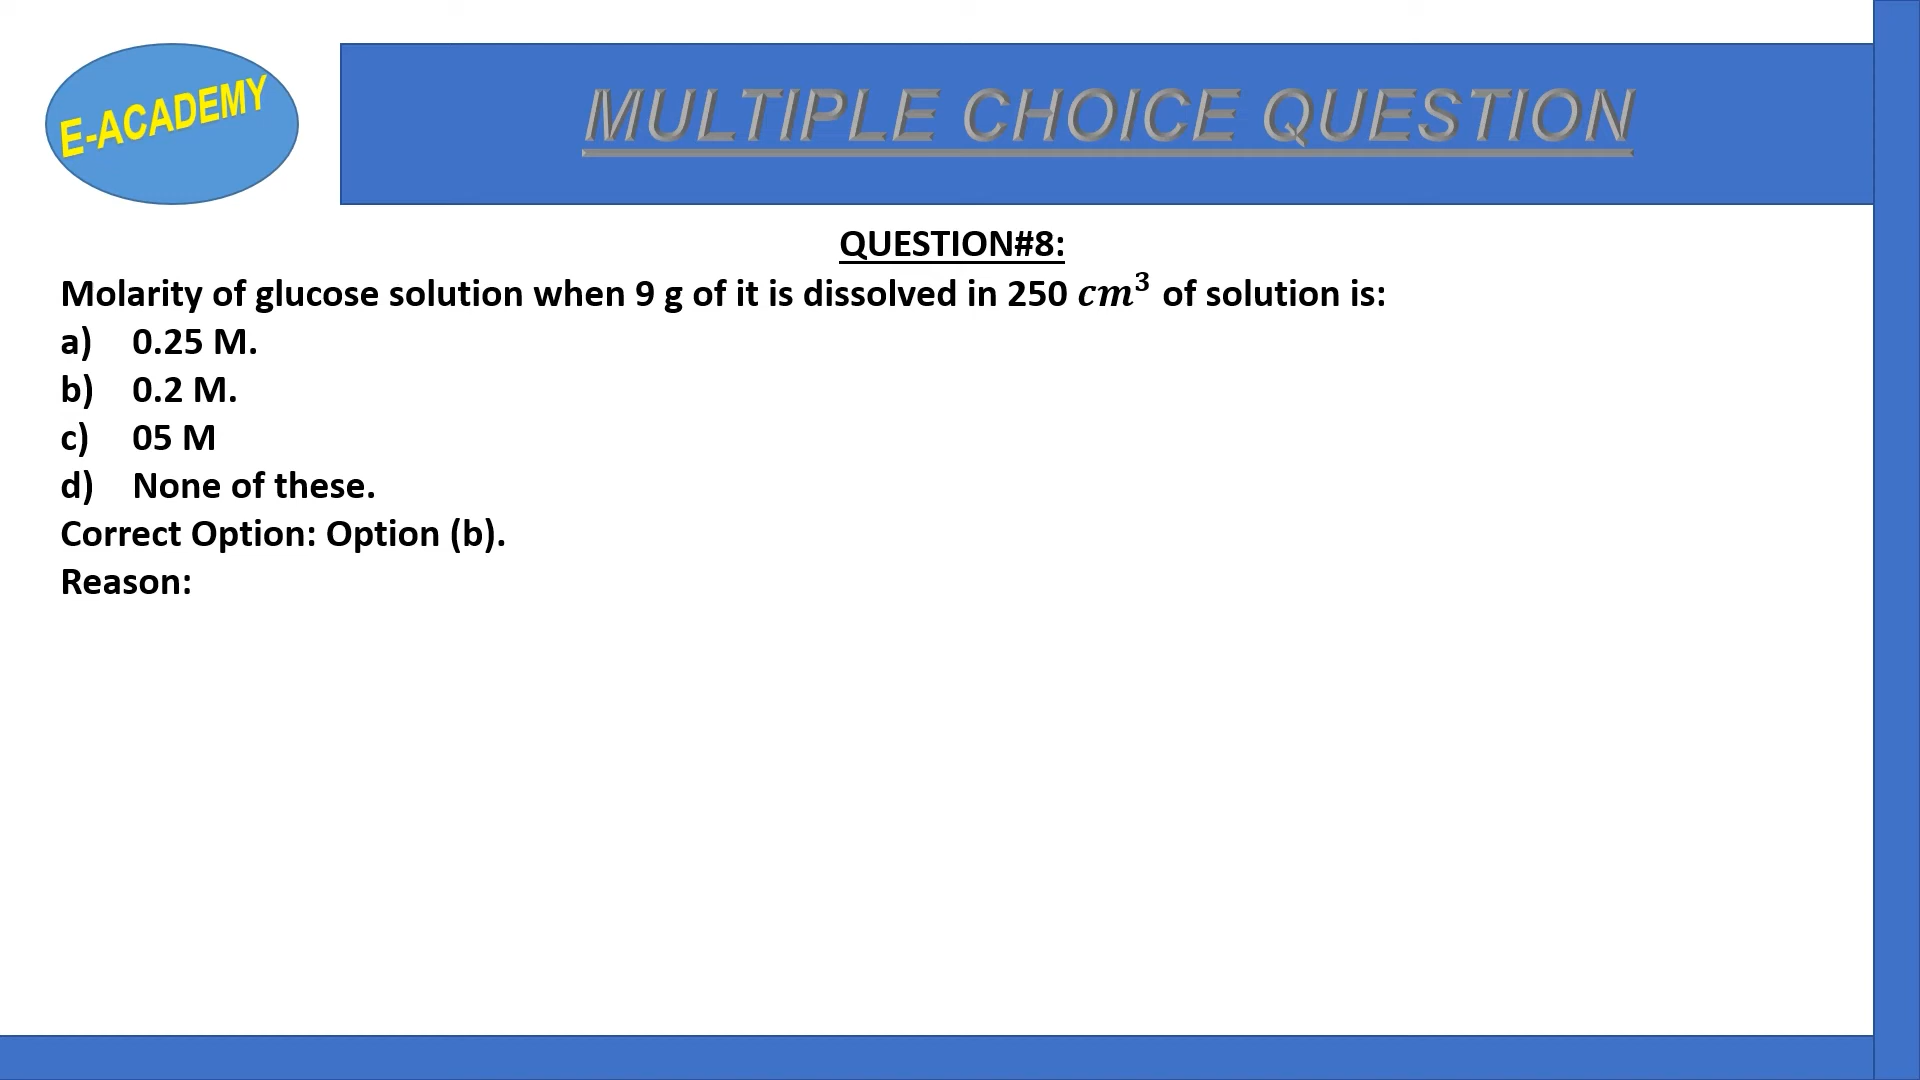 E-ACADEMY
MULTIPLE CHOICE QUESTION
QUESTION#8:
Molarity of glucose solution when 9 g of it is dissolved in 250 cm³ of solution is:
a) 0.25 M.
b) 0.2 M.
c) 05 M
d) None of these.
Correct Option: Option (b).
Reason: